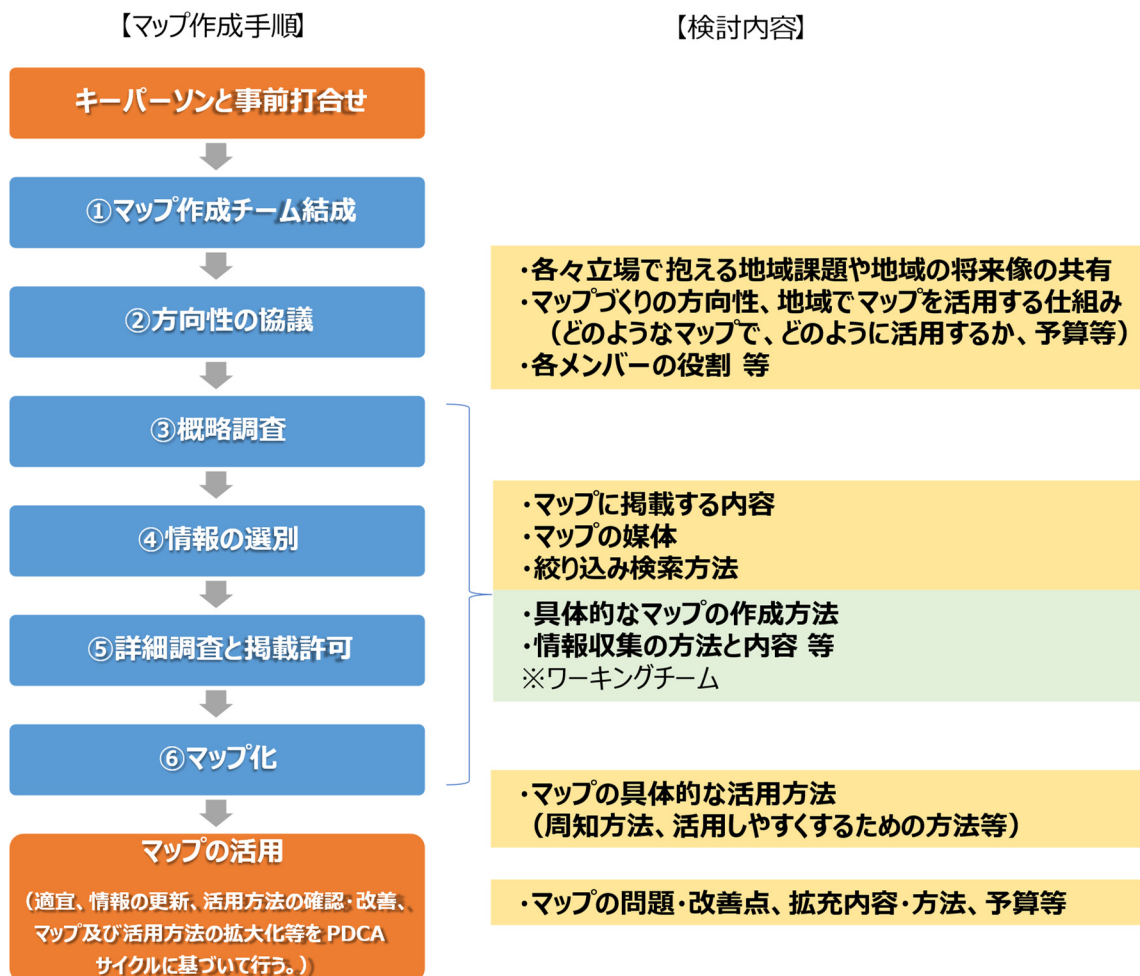 【マップ作成手順】
【検討内容】
キーパーソンと事前打合せ
①マップ作成チーム結成
②方向性の協議
・各々立場で抱える地域課題や地域の将来像の共有
・マップづくりの方向性、地域でマップを活用する仕組み
（どのようなマップで、どのように活用するか、予算等）
・各メンバーの役割 等
③概略調査
④情報の選別
⑤詳細調査と掲載許可
⑥マップ化
・マップに掲載する内容
・マップの媒体
・絞り込み検索方法
・具体的なマップの作成方法
・情報収集の方法と内容 等
※ワーキングチーム
・マップの具体的な活用方法
（周知方法、活用しやすくするための方法等）
マップの活用
（適宜、情報の更新、活用方法の確認・改善、
マップ及び活用方法の拡大化等をPDCA
サイクルに基づいて行う。）
・マップの問題・改善点、拡充内容・方法、予算等